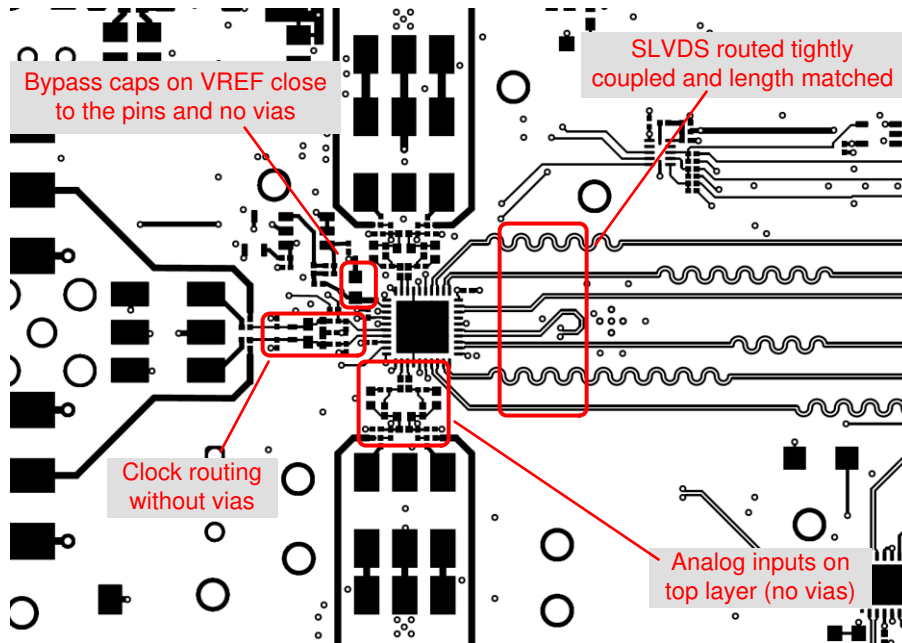 Bypass caps on VREF close
to the pins and no vias
SLVDS routed tightly
coupled and length matched
Clock routing
without vias
Analog inputs on
top layer (no vias)